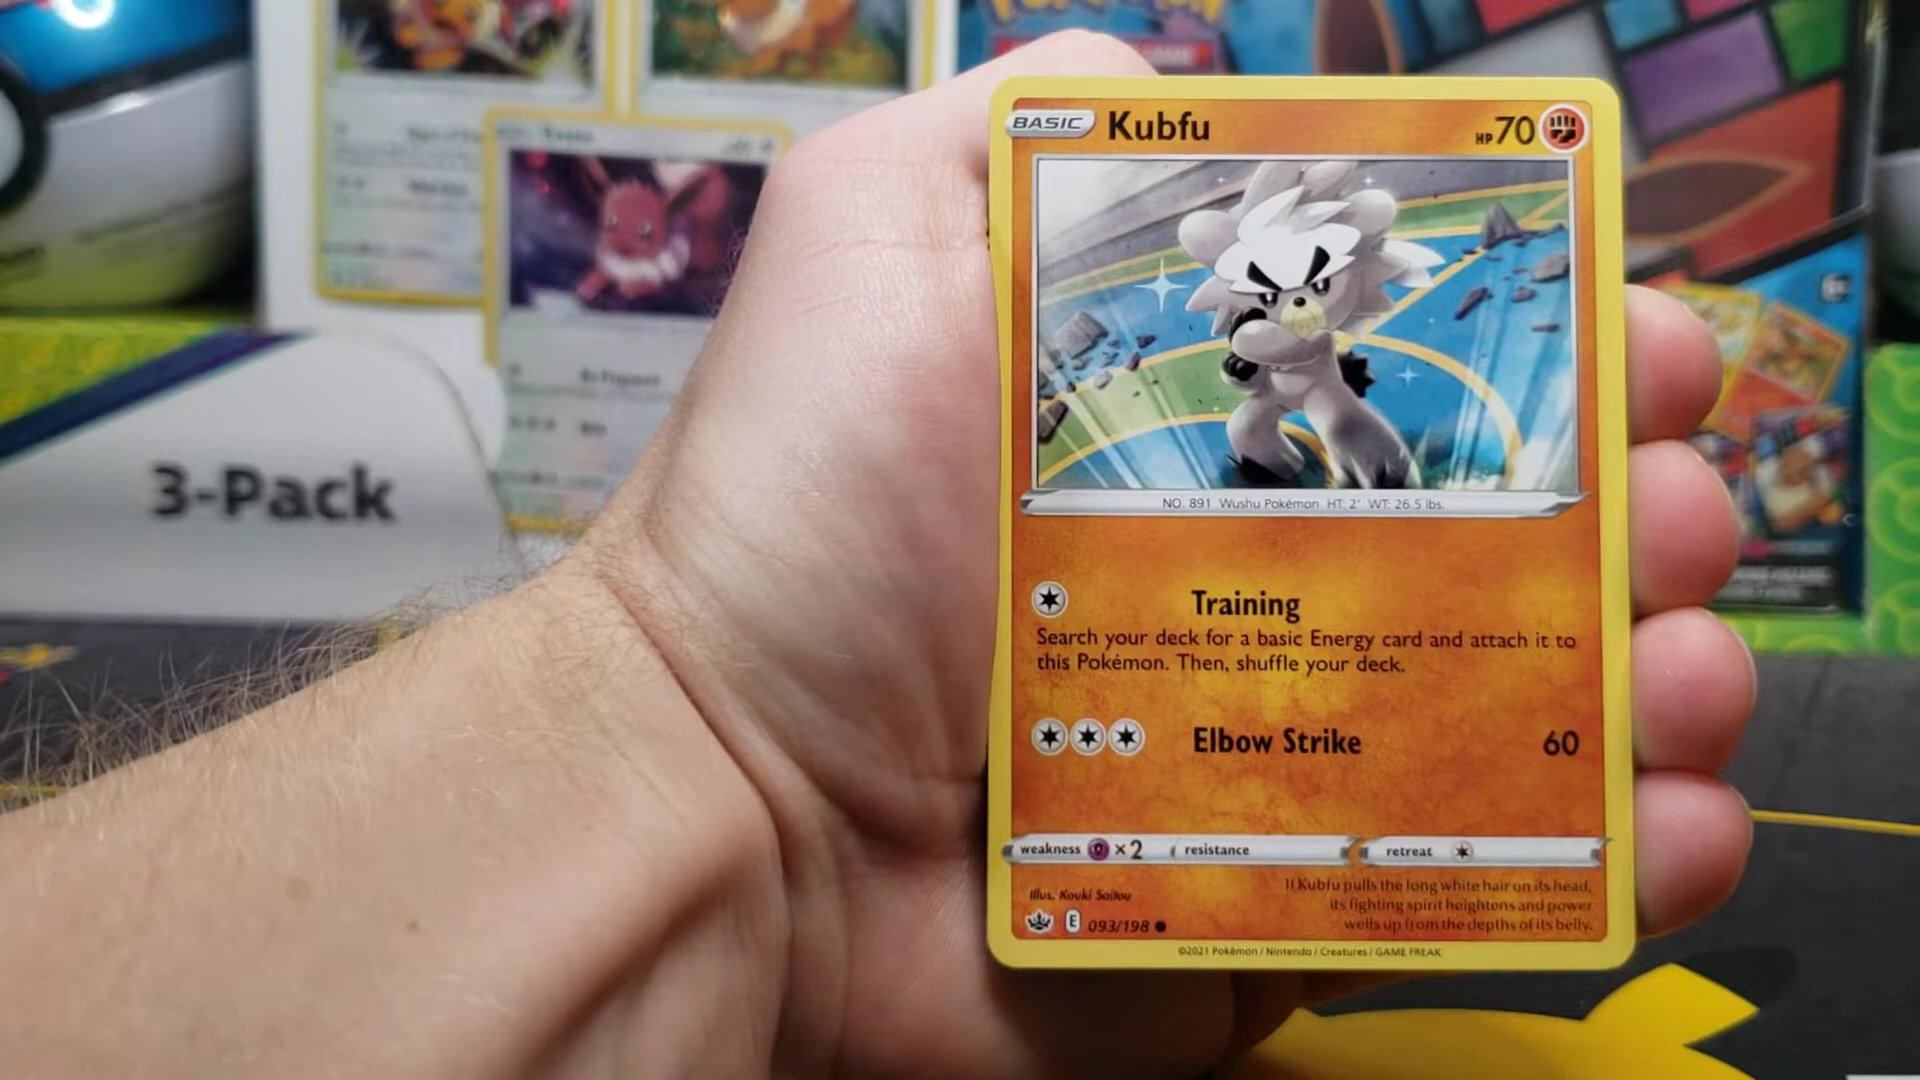 3-Pack
BASIC Kubfu HP 70
NO. 891 Wushu Pokémon HT: 2' WT: 26.5 lbs.
Training
Search your deck for a basic Energy card and attach it to
this Pokémon. Then, shuffle your deck.
Elbow Strike 60
weakness ×2 resistance retreat
Illus. Kouki Saitou
If Kubfu pulls the long white hair on its head,
its fighting spirit heightens and power
wells up from the depths of its belly.
E 093/198
©2021 Pokémon / Nintendo / Creatures / GAME FREAK